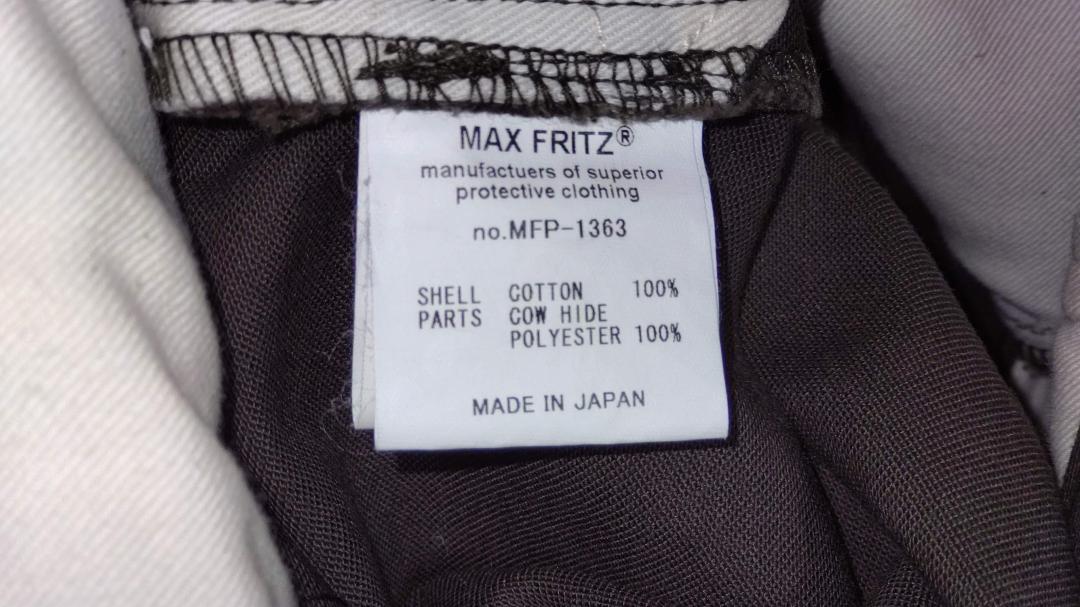 MAX FRITZ®
manufactuers of superior
protective clothing
no.MFP-1363
SHELL COTTON 100%
PARTS COW HIDE
POLYESTER 100%
MADE IN JAPAN